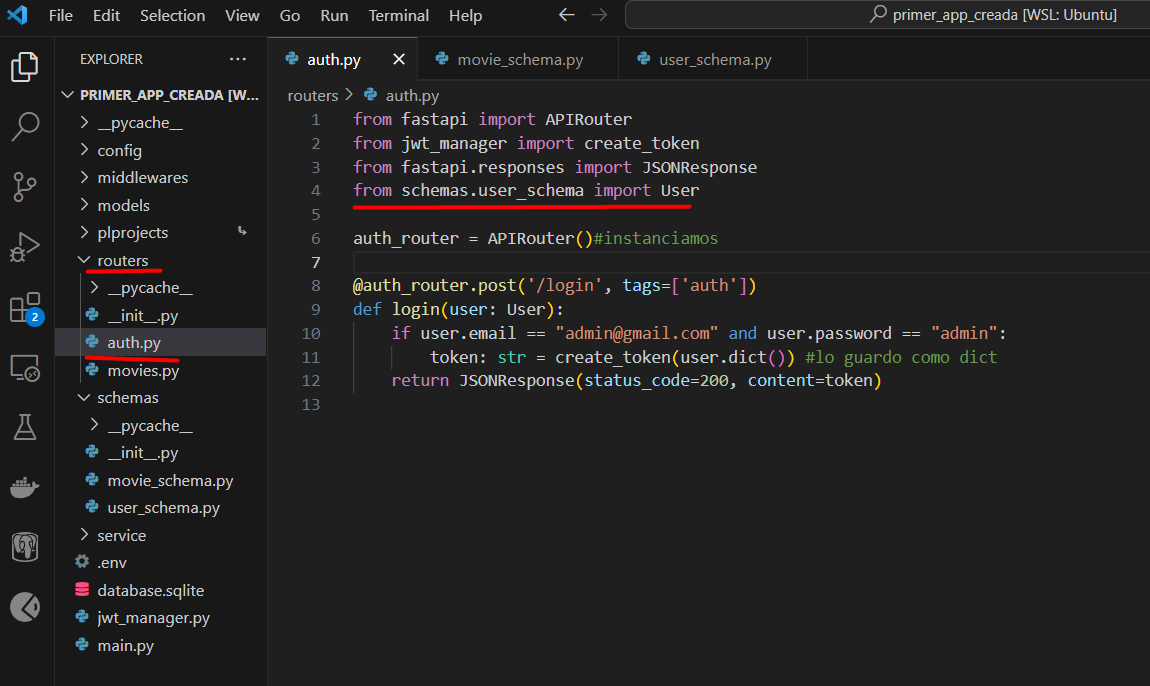 File Edit Selection View Go Run Terminal Help primer_app_creada [WSL: Ubuntu]
EXPLORER ...
PRIMER_APP_CREADA [W...
__pycache__
config
middlewares
models
plprojects
routers
__pycache__
__init__.py
auth.py
movies.py
schemas
__pycache__
__init__.py
movie_schema.py
user_schema.py
service
.env
database.sqlite
jwt_manager.py
main.py
2
auth.py movie_schema.py user_schema.py
routers > auth.py
1 from fastapi import APIRouter
2 from jwt_manager import create_token
3 from fastapi.responses import JSONResponse
4 from schemas.user_schema import User
5
6 auth_router = APIRouter()#instanciamos
7
8 @auth_router.post('/login', tags=['auth'])
9 def login(user: User):
10     if user.email == "admin@gmail.com" and user.password == "admin":
11         token: str = create_token(user.dict()) #lo guardo como dict
12     return JSONResponse(status_code=200, content=token)
13